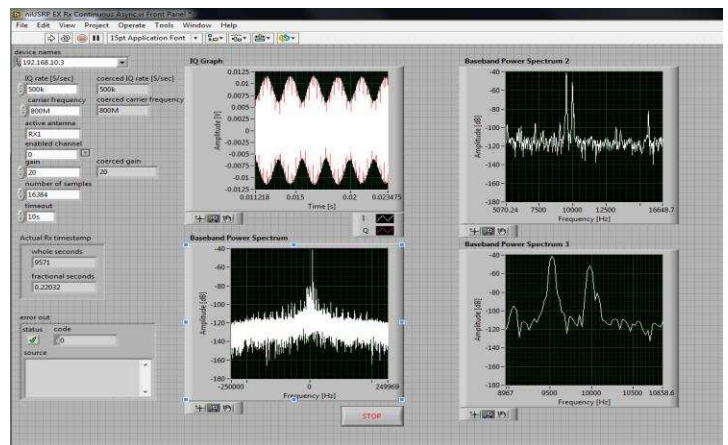 niUSRP EX Rx Continuous Async.vi Front Panel *
File Edit View Project Operate Tools Window Help
15pt Application Font
device names
192.168.10.3
IQ rate [S/sec] coerced IQ rate [S/sec]
500k 500k
carrier frequency coerced carrier frequency
800M 800M
active antenna
RX1
enabled channel
0
gain coerced gain
20 20
number of samples
16384
timeout
10s
Actual Rx timestamp
whole seconds
9571
fractional seconds
0.22032
error out
status code
0
source
IQ Graph
Amplitude [V]
0.0125
0.01
0.0075
0.005
0.0025
0
-0.0025
-0.005
-0.0075
-0.01
-0.0125
0.011218 0.015 0.02 0.023475
Time [s]
I
Q
Baseband Power Spectrum
Amplitude [dB]
-40
-60
-80
-100
-120
-140
-160
-180
-250000 0 249969
Frequency [Hz]
STOP
Baseband Power Spectrum 2
Amplitude [dB]
-40
-60
-80
-100
-120
-140
-160
-180
5070.24 7500 10000 12500 16648.7
Frequency [Hz]
Baseband Power Spectrum 3
Amplitude [dB]
-40
-60
-80
-100
-120
-140
-160
-180
8967 9500 10000 10500 10858.6
Frequency [Hz]